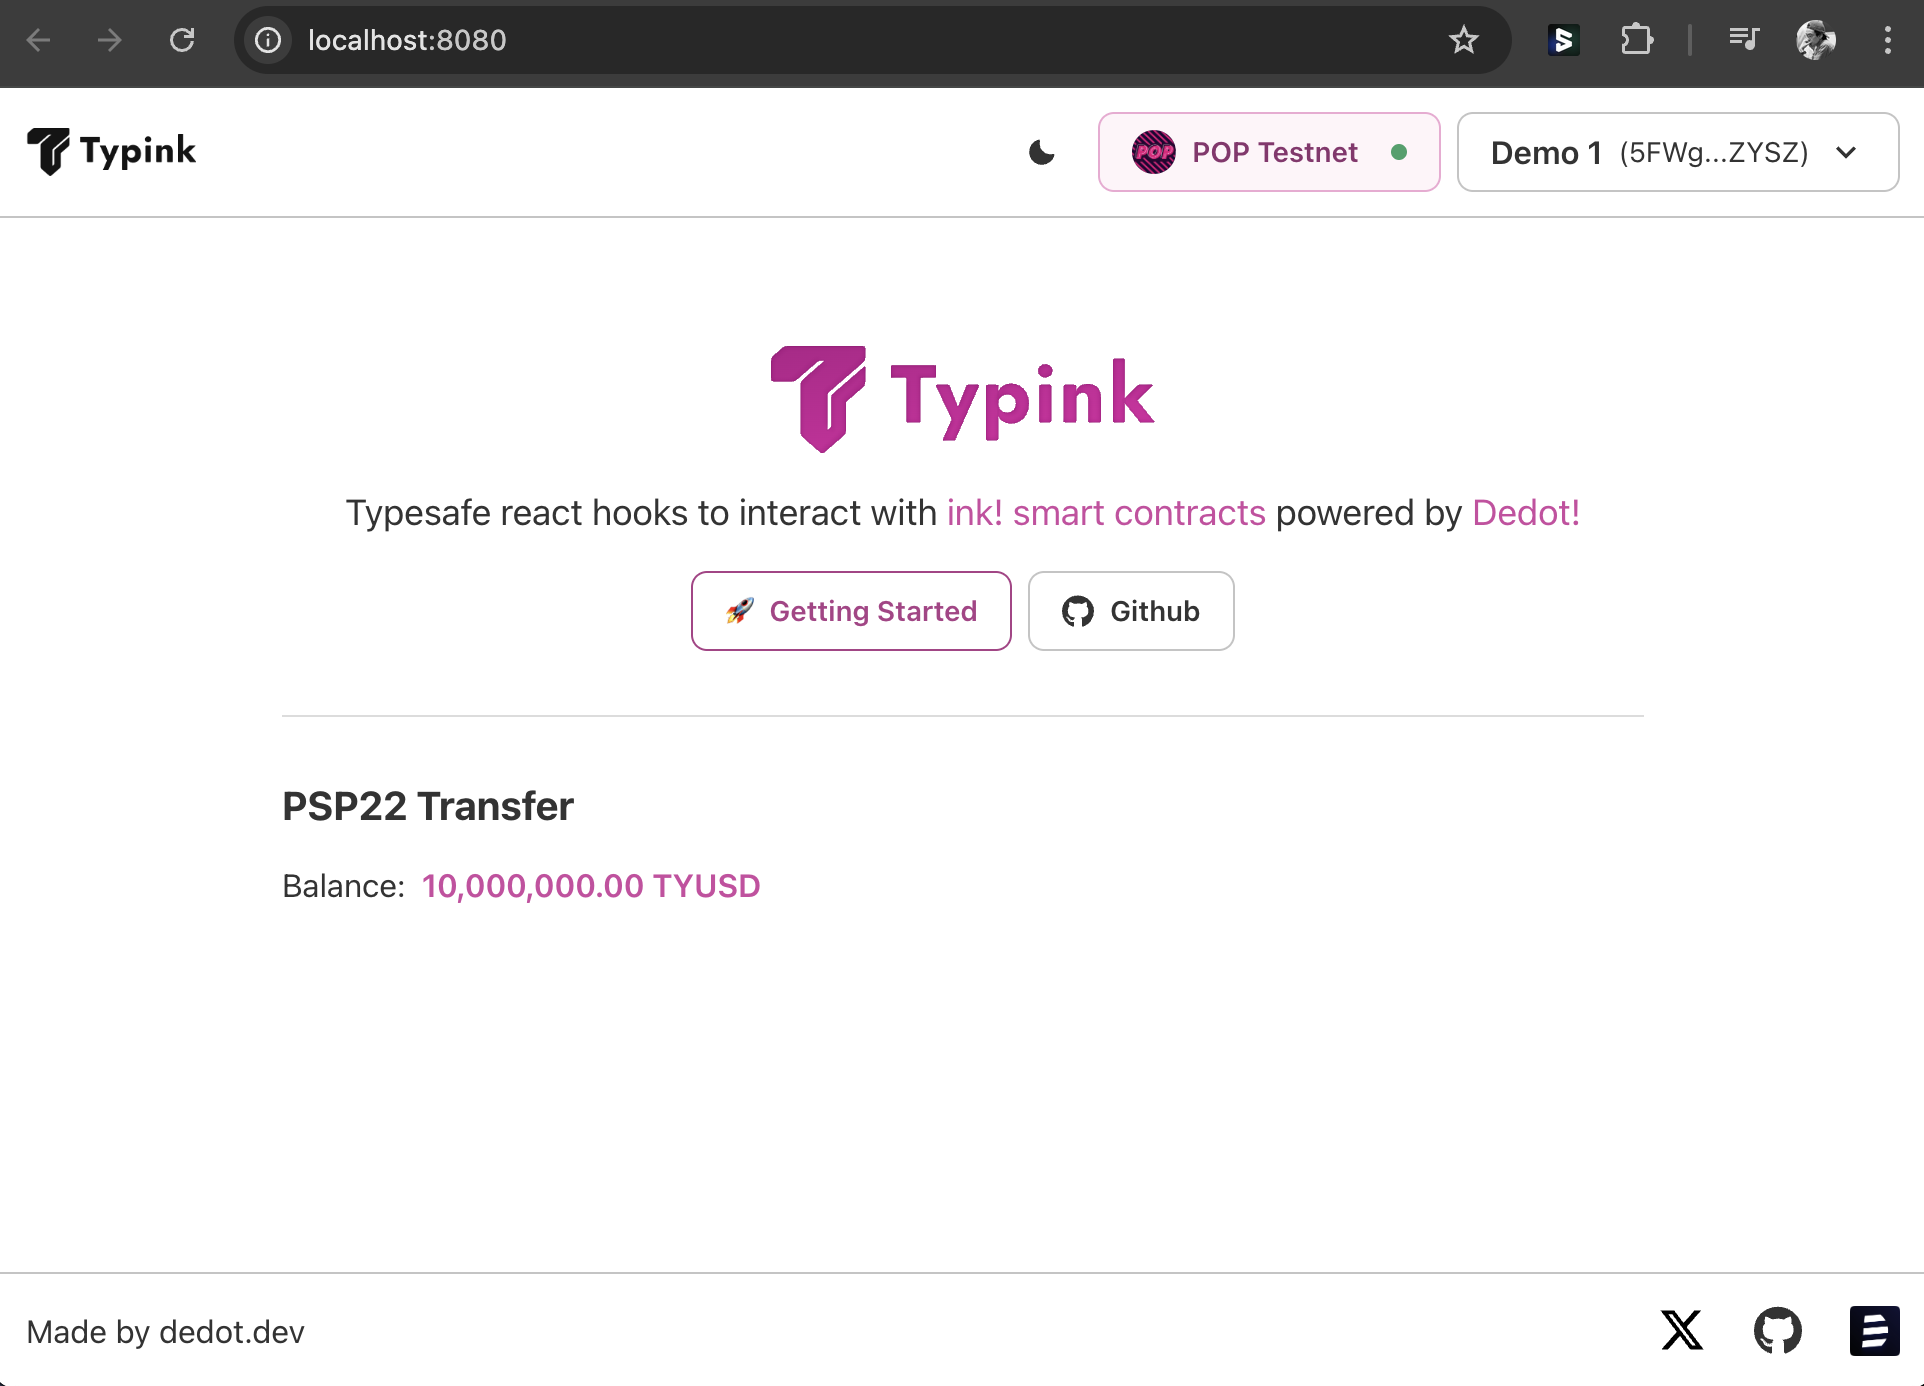 localhost:8080
Typink
POP POP Testnet
Demo 1 (5FWg...ZYSZ)
Typink
Typesafe react hooks to interact with ink! smart contracts powered by Dedot!
🚀 Getting Started
Github
PSP22 Transfer
Balance: 10,000,000.00 TYUSD
Made by dedot.dev